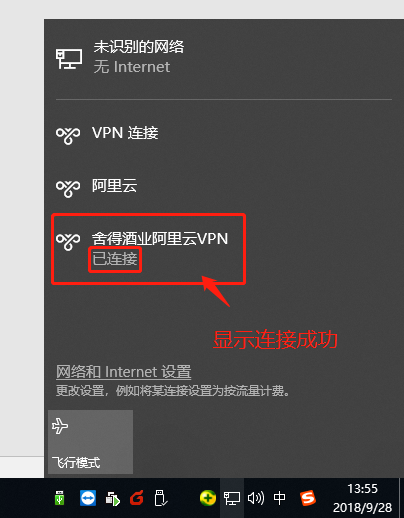 未识别的网络
无 Internet
VPN 连接
阿里云
舍得酒业阿里云VPN
已连接
显示连接成功
网络和 Internet 设置
更改设置，例如将某连接设置为按流量计费。
飞行模式
中
13:55
2018/9/28